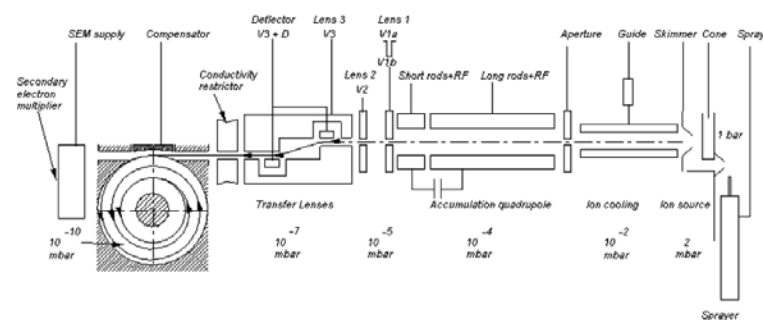 SEM supply
Compensator
Deflector
V3 + D
Lens 3
V3
Lens 1
V1a
V1b
Lens 2
V2
Short rods+RF
Long rods+RF
Aperture
Guide
Skimmer
Cone
Spray
Secondary
electron
multiplier
Conductivity
restrictor
1 bar
Transfer Lenses
Accumulation quadrupole
Ion cooling
Ion source
10⁻¹⁰
mbar
10⁻⁷
mbar
10⁻⁵
mbar
10⁻⁴
mbar
10⁻²
mbar
2
mbar
Sprayer